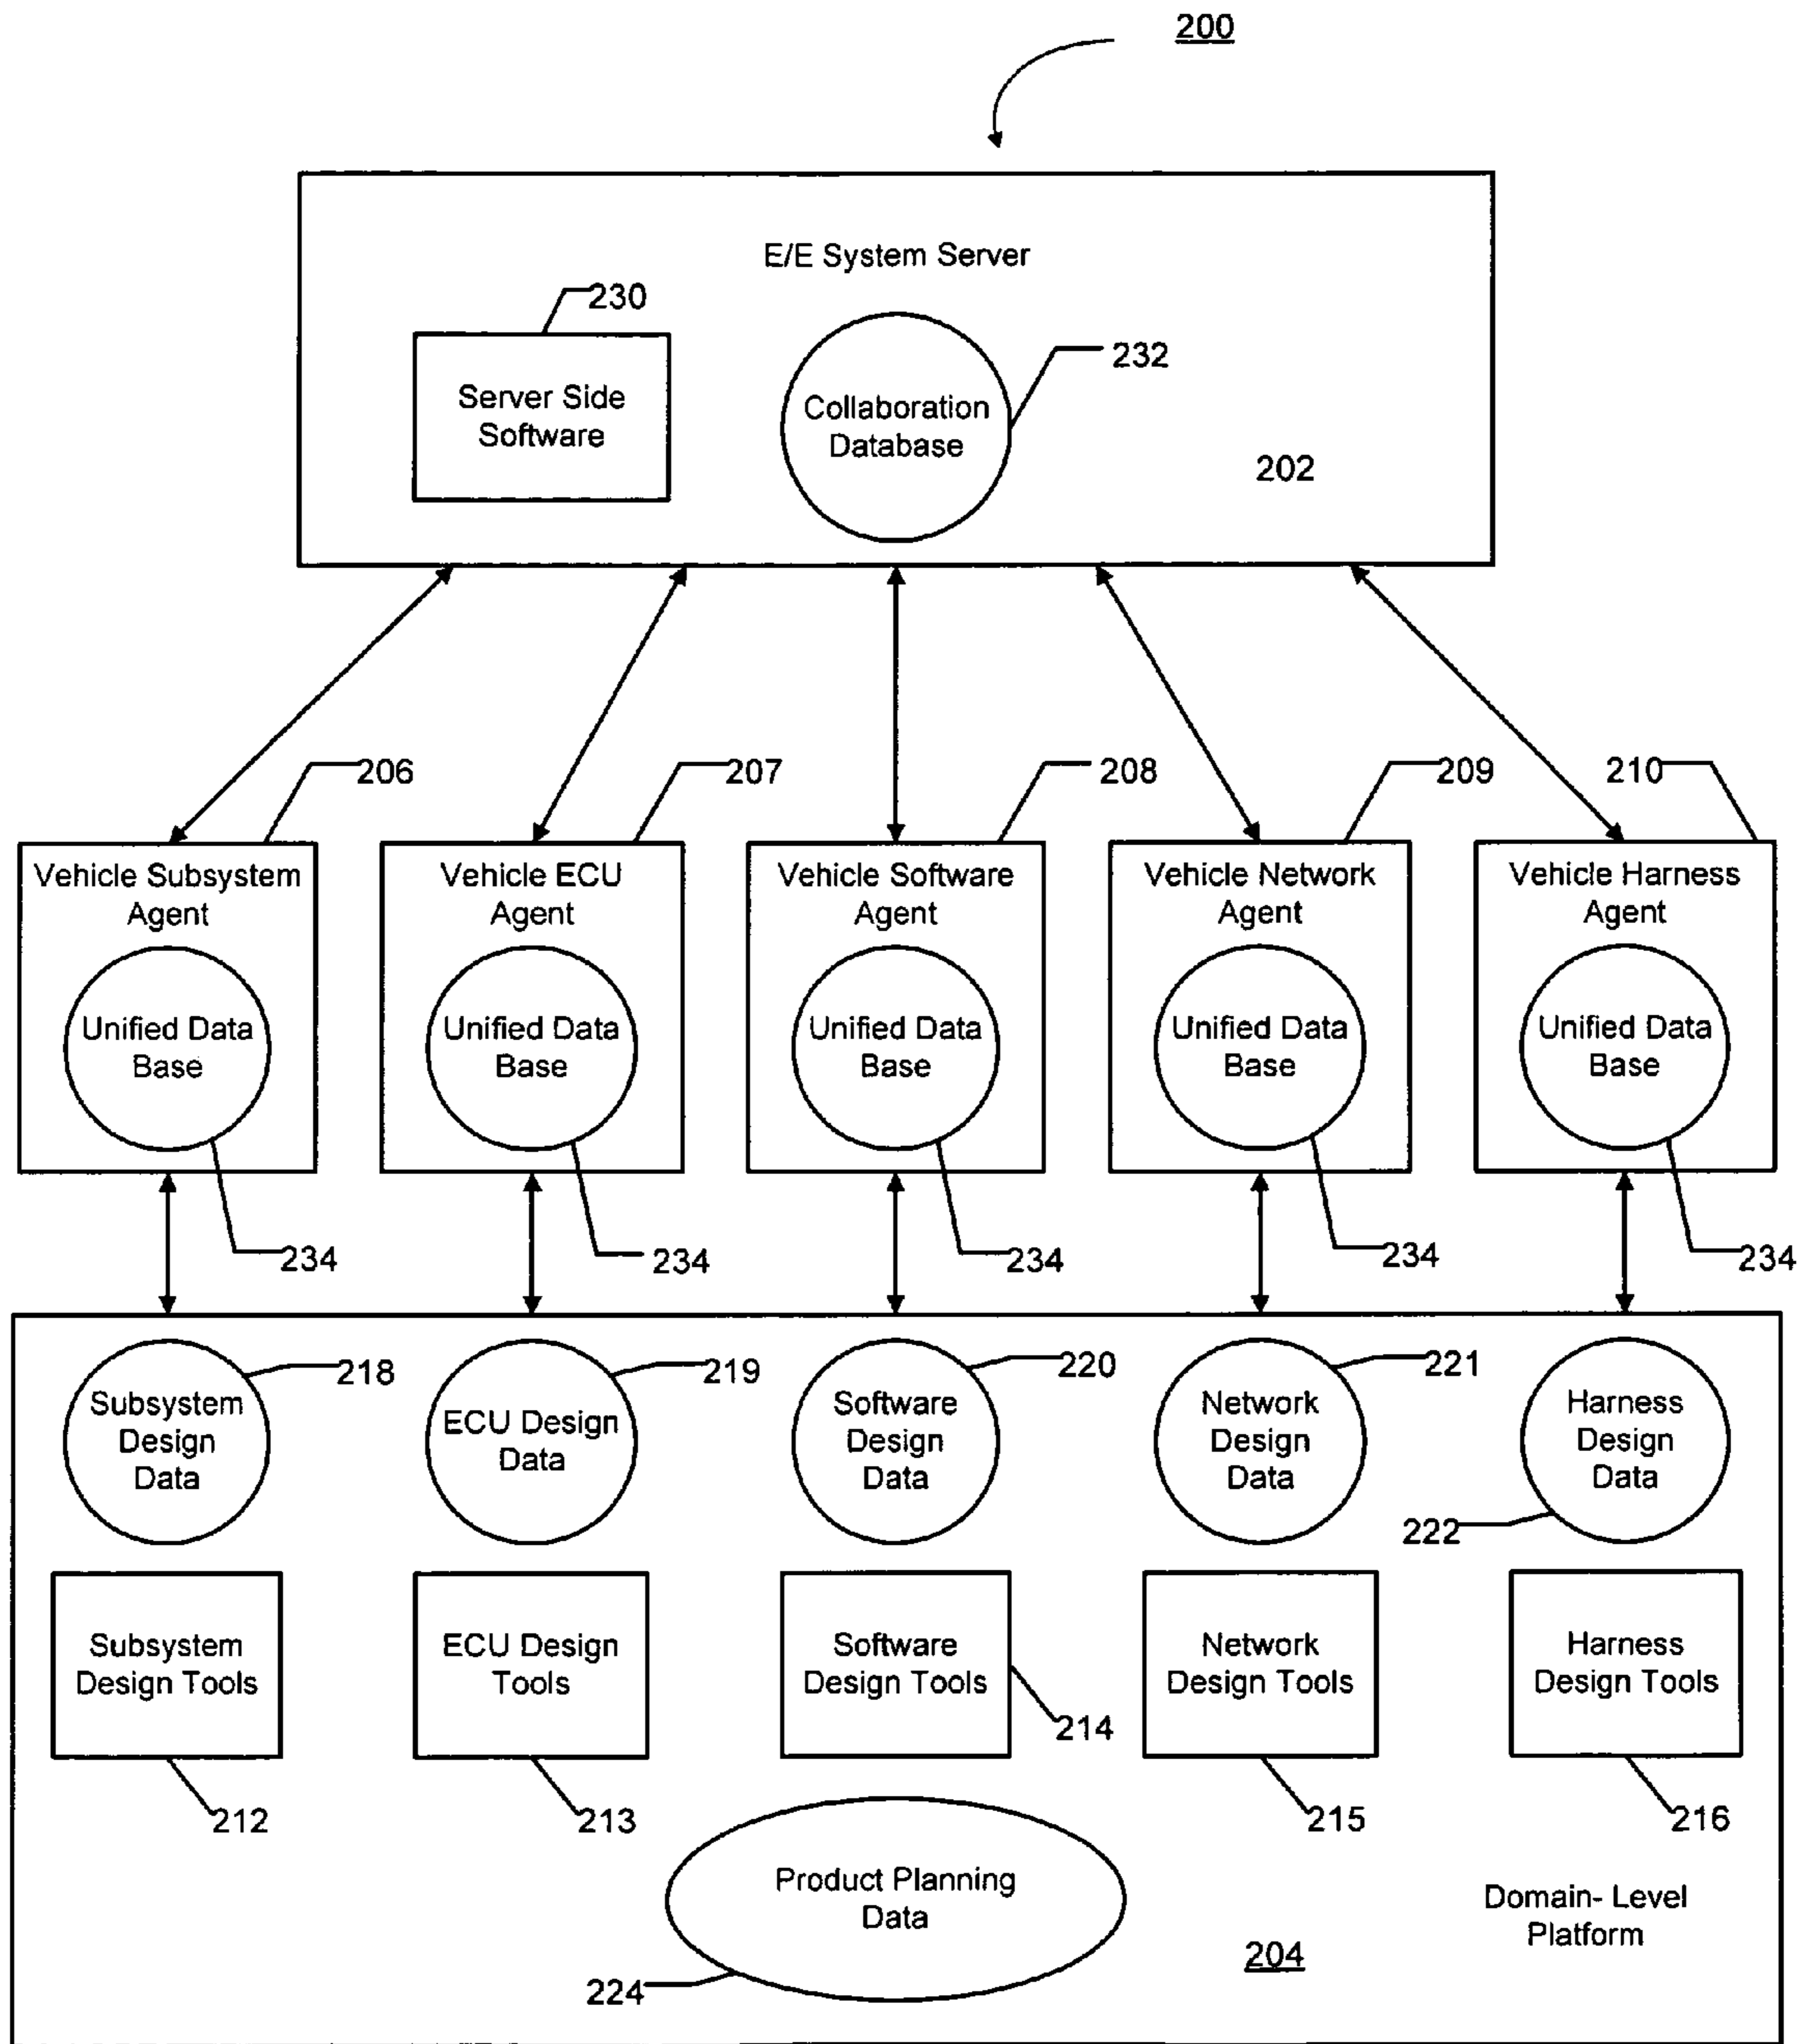 200
E/E System Server
230
Server Side
Software
Collaboration
Database
232
202
206
207
208
209
210
Vehicle Subsystem
Agent
Vehicle ECU
Agent
Vehicle Software
Agent
Vehicle Network
Agent
Vehicle Harness
Agent
Unified Data
Base
Unified Data
Base
Unified Data
Base
Unified Data
Base
Unified Data
Base
234
234
234
234
234
218
219
220
221
Subsystem
Design
Data
ECU Design
Data
Software
Design
Data
Network
Design
Data
Harness
Design
Data
222
Subsystem
Design Tools
ECU Design
Tools
Software
Design Tools
Network
Design Tools
Harness
Design Tools
214
212
213
215
216
Product Planning
Data
Domain- Level
Platform
204
224